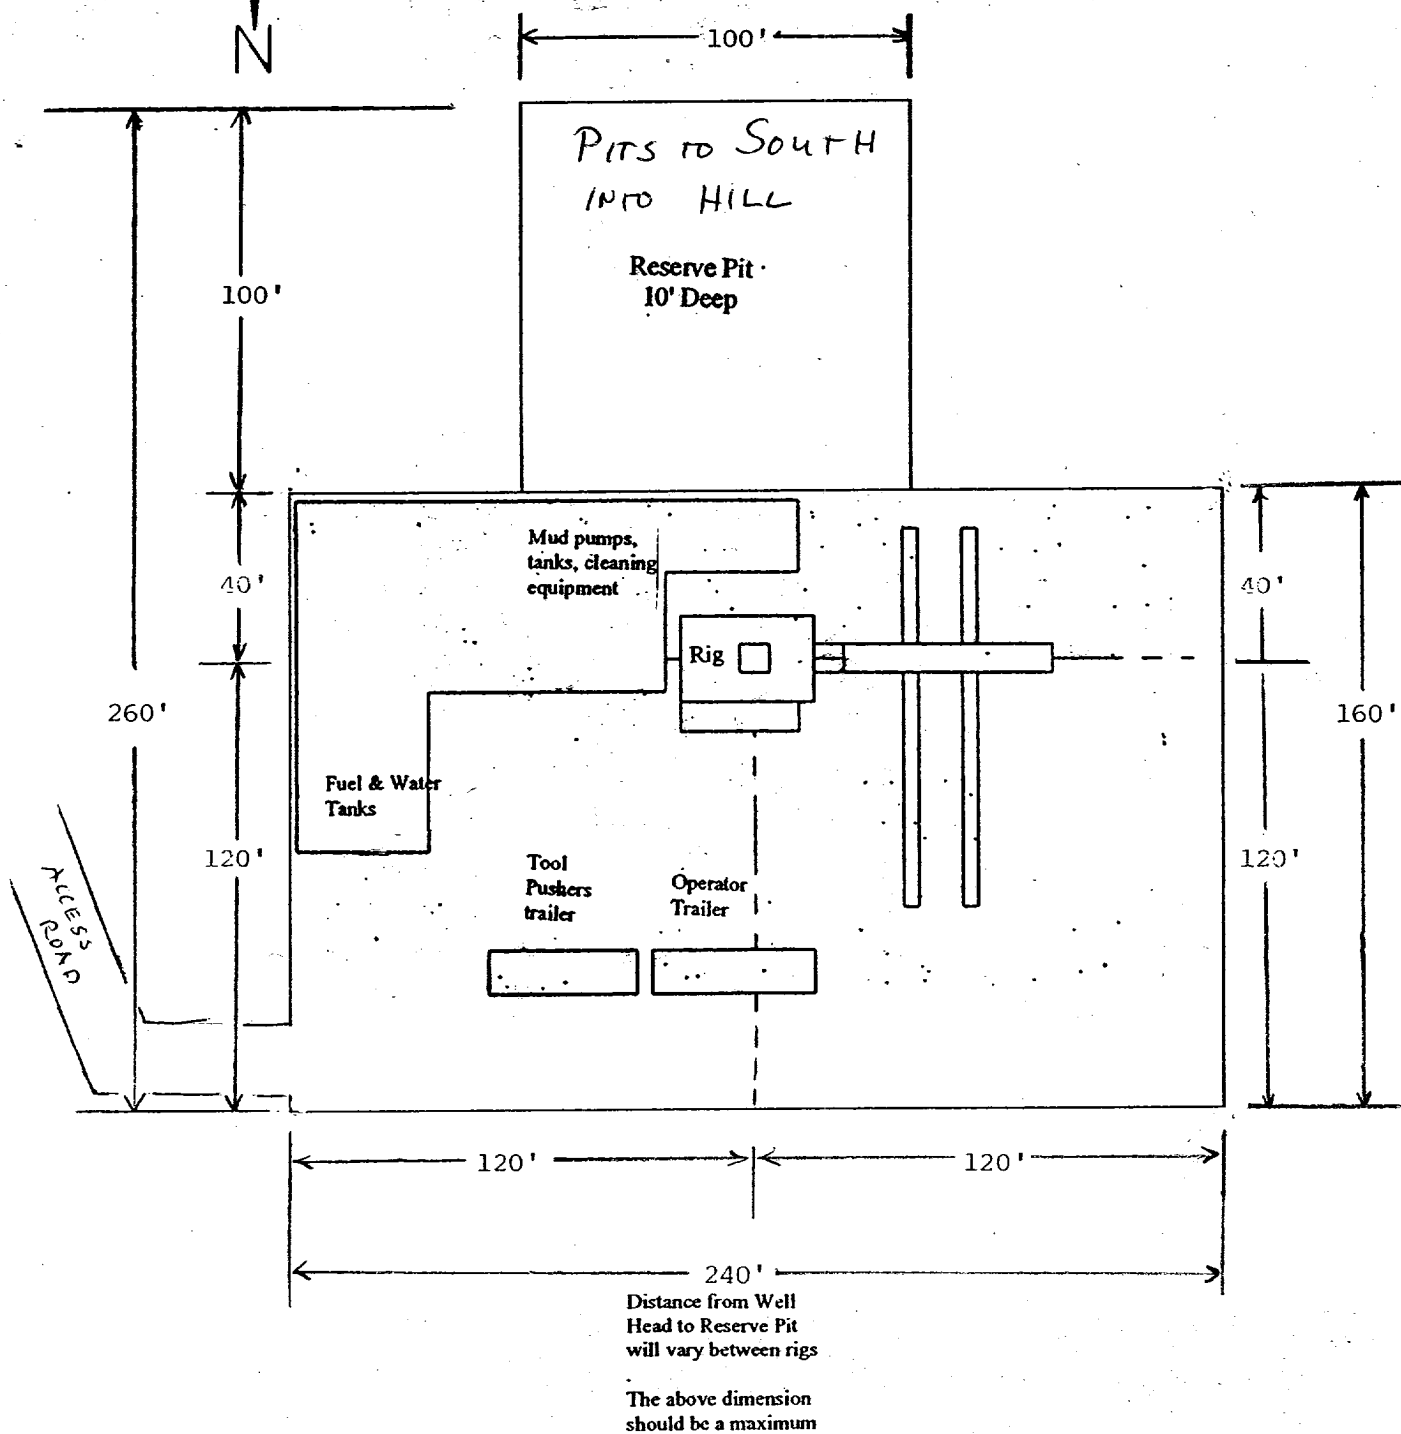 N
100'
PITS TO SOUTH
INTO HILL
Reserve Pit
10' Deep
100'
Mud pumps,
tanks, cleaning
equipment
40'
40'
Rig
260'
160'
Fuel & Water
Tanks
120'
120'
Tool
Pushers
trailer
Operator
Trailer
ACCESS
ROAD
120'
120'
240'
Distance from Well
Head to Reserve Pit
will vary between rigs
The above dimension
should be a maximum